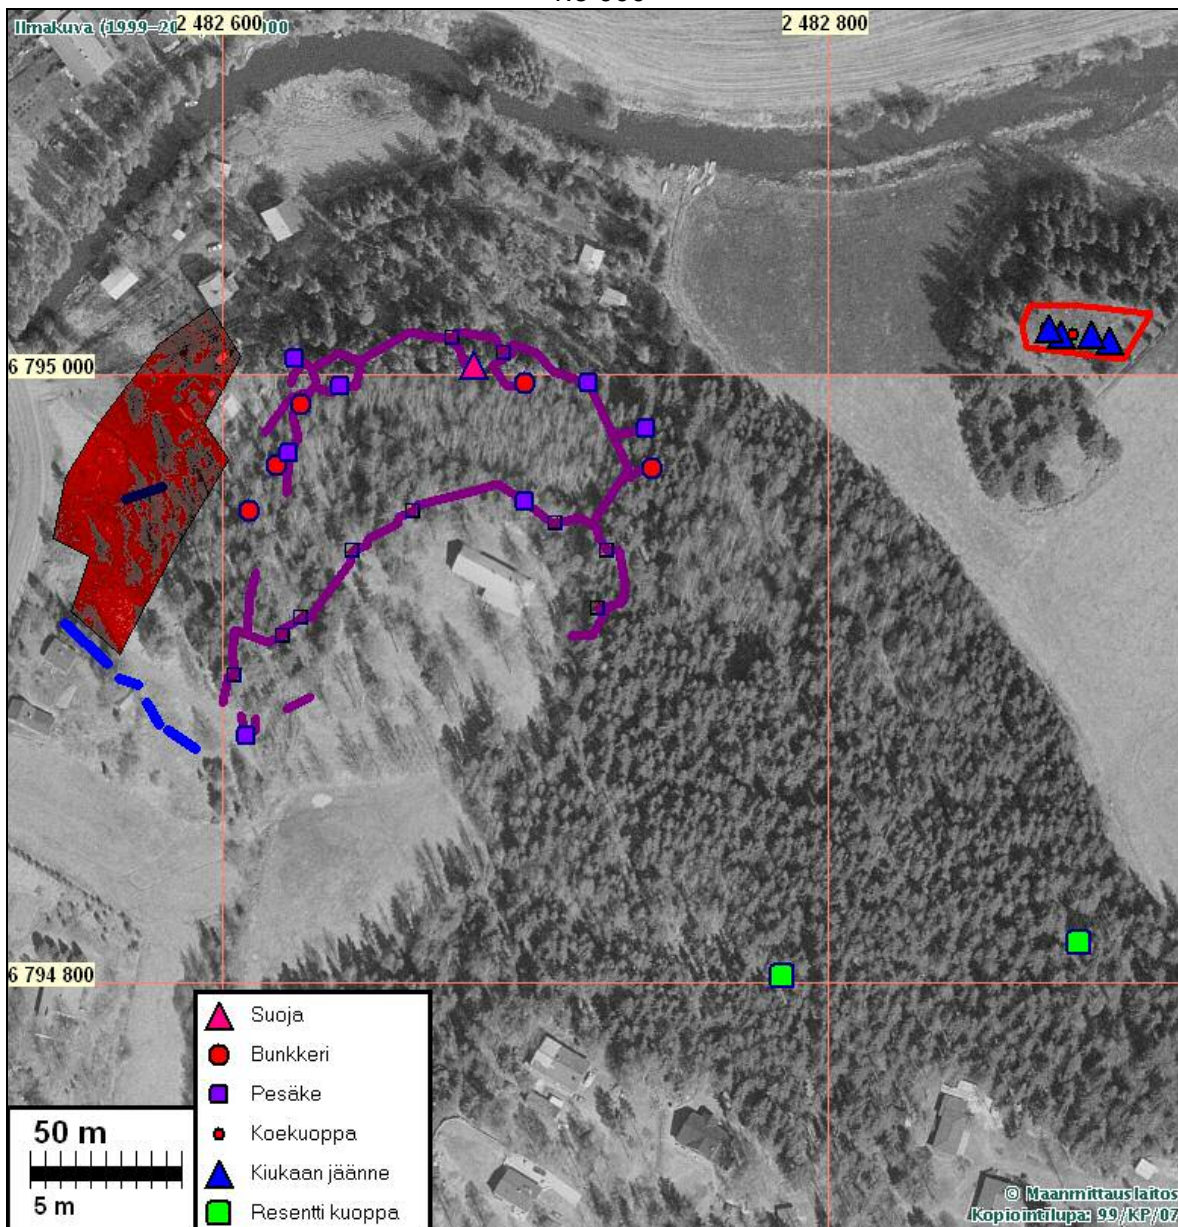 Ilmakuva (1999-20
2 482 600
2 482 800
6 795 000
6 794 800
Suoja
Bunkkeri
Pesäke
Koekuoppa
Kiukaan jäänne
Resentti kuoppa
50 m
5 m
© Maanmittauslaitos
Kopiointilupa: 99/KP/07